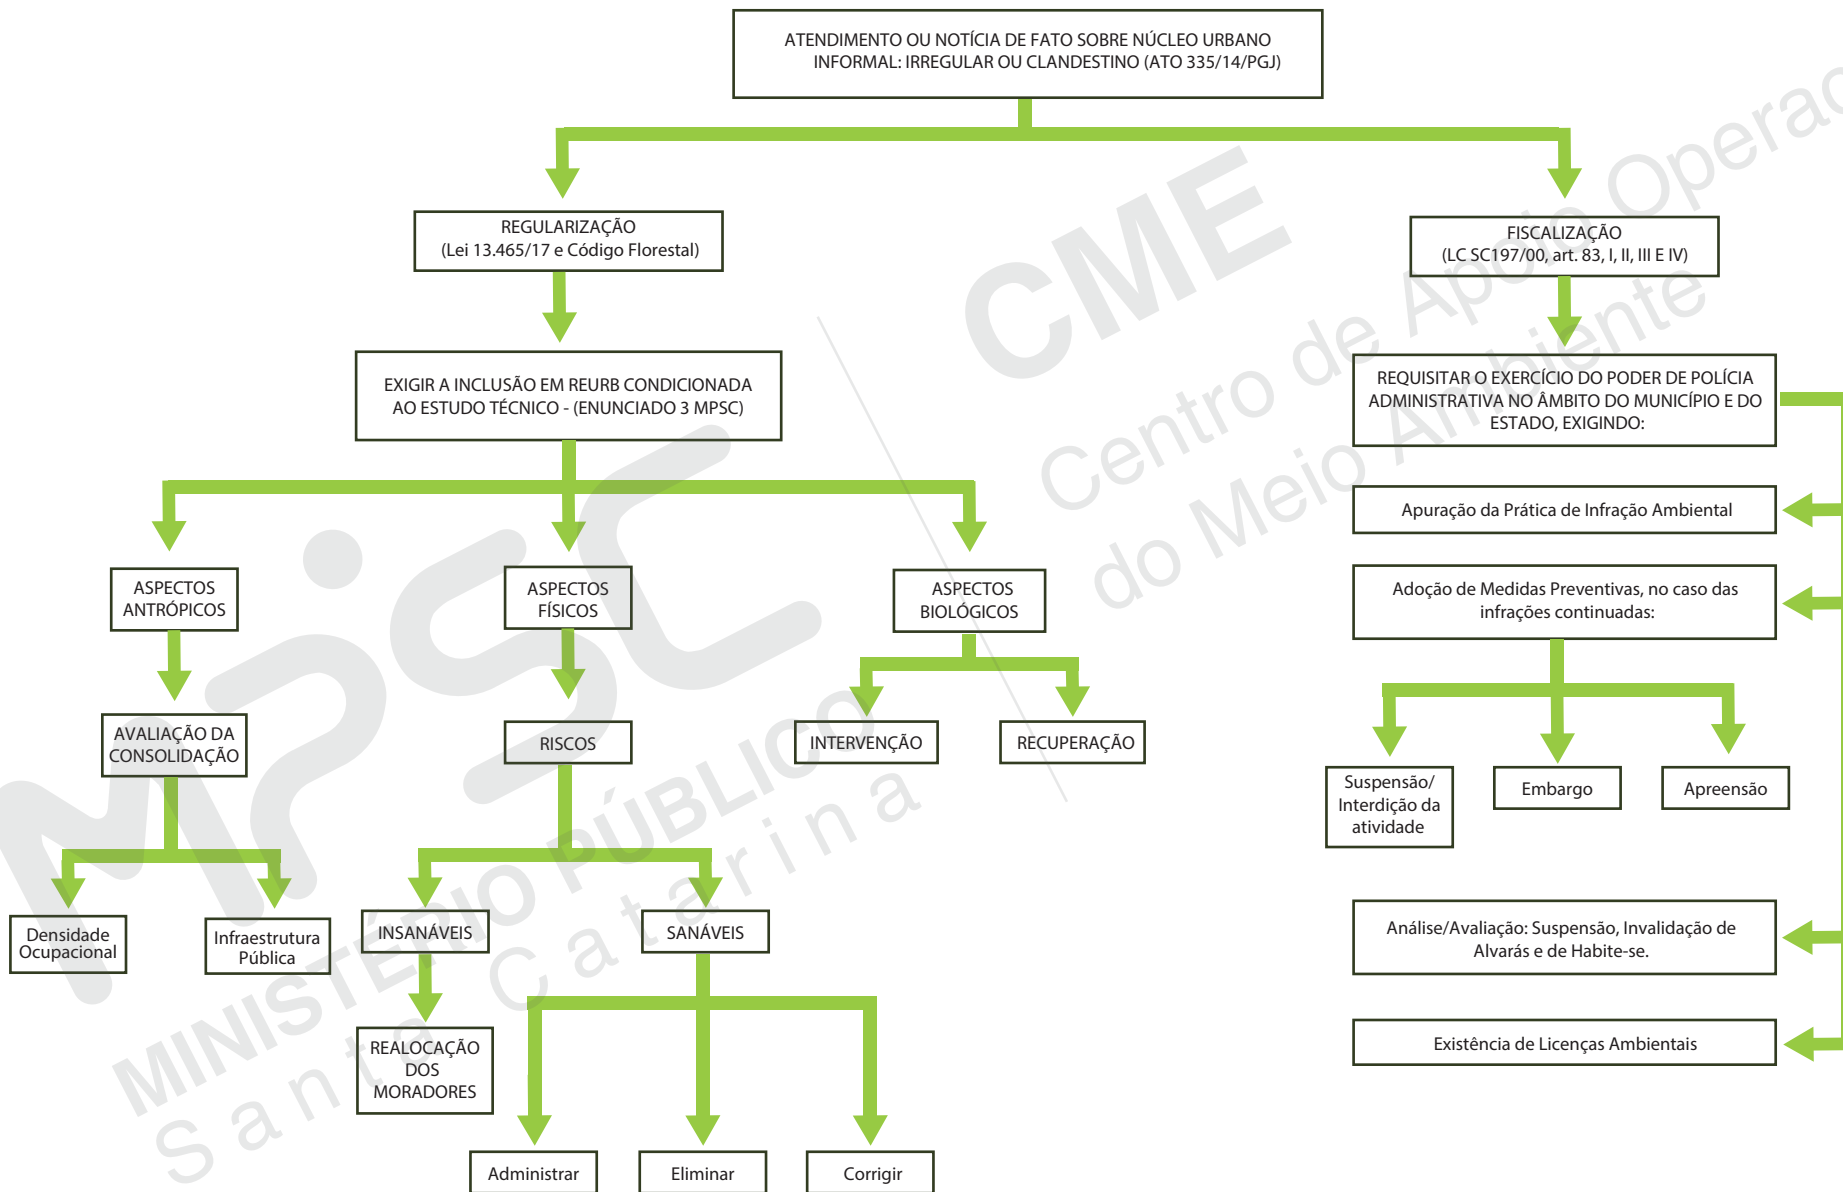 ATENDIMENTO OU NOTÍCIA DE FATO SOBRE NÚCLEO URBANO
INFORMAL: IRREGULAR OU CLANDESTINO (ATO 335/14/PGJ)
REGULARIZAÇÃO
(Lei 13.465/17 e Código Florestal)
FISCALIZAÇÃO
(LC SC197/00, art. 83, I, II, III E IV)
EXIGIR A INCLUSÃO EM REURB CONDICIONADA
AO ESTUDO TÉCNICO - (ENUNCIADO 3 MPSC)
REQUISITAR O EXERCÍCIO DO PODER DE POLÍCIA
ADMINISTRATIVA NO ÂMBITO DO MUNICÍPIO E DO
ESTADO, EXIGINDO:
Apuração da Prática de Infração Ambiental
ASPECTOS
ANTRÓPICOS
ASPECTOS
FÍSICOS
ASPECTOS
BIOLÓGICOS
Adoção de Medidas Preventivas, no caso das
infrações continuadas:
AVALIAÇÃO DA
CONSOLIDAÇÃO
RISCOS
INTERVENÇÃO
RECUPERAÇÃO
Suspensão/
Interdição da
atividade
Embargo
Apreensão
Densidade
Ocupacional
Infraestrutura
Pública
INSANÁVEIS
SANÁVEIS
Análise/Avaliação: Suspensão, Invalidação de
Alvarás e de Habite-se.
REALOCAÇÃO
DOS
MORADORES
Existência de Licenças Ambientais
Administrar
Eliminar
Corrigir
MPSC
MINISTÉRIO PÚBLICO
Santa Catarina
CME
Centro de Apoio Operac
do Meio Ambiente